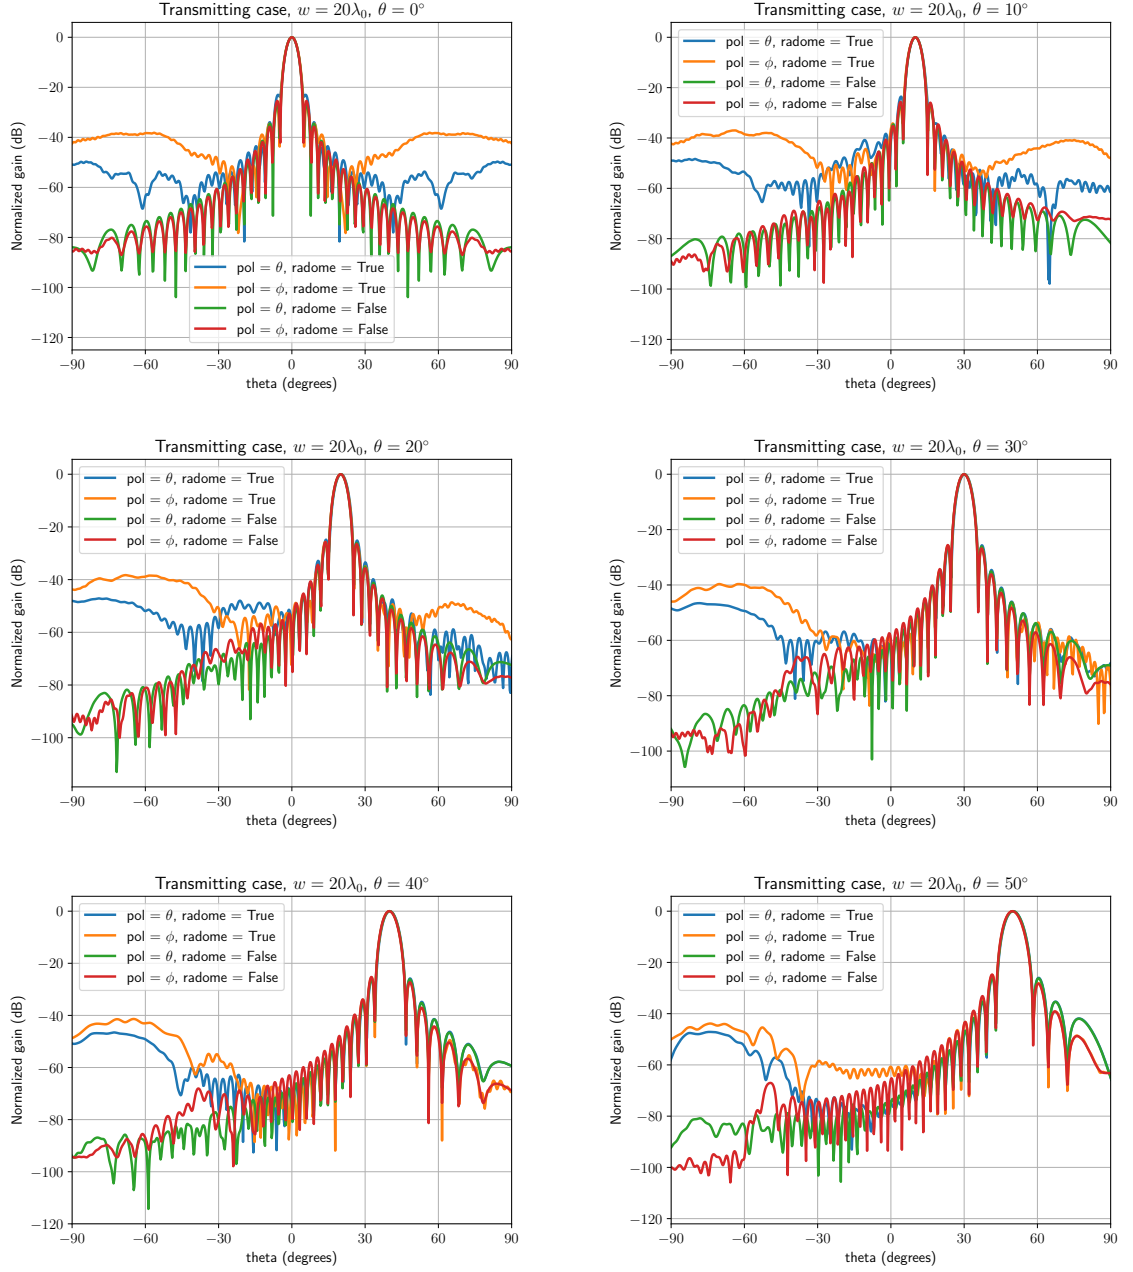 Transmitting case, w = 20λ₀, θ = 0°
Normalized gain (dB)
0
−20
−40
−60
−80
−100
−120
pol = θ, radome = True
pol = ϕ, radome = True
pol = θ, radome = False
pol = ϕ, radome = False
−90 −60 −30 0 30 60 90
theta (degrees)
Transmitting case, w = 20λ₀, θ = 10°
Normalized gain (dB)
0
−20
−40
−60
−80
−100
−120
pol = θ, radome = True
pol = ϕ, radome = True
pol = θ, radome = False
pol = ϕ, radome = False
−90 −60 −30 0 30 60 90
theta (degrees)
Transmitting case, w = 20λ₀, θ = 20°
Normalized gain (dB)
0
−20
−40
−60
−80
−100
pol = θ, radome = True
pol = ϕ, radome = True
pol = θ, radome = False
pol = ϕ, radome = False
−90 −60 −30 0 30 60 90
theta (degrees)
Transmitting case, w = 20λ₀, θ = 30°
Normalized gain (dB)
0
−20
−40
−60
−80
−100
pol = θ, radome = True
pol = ϕ, radome = True
pol = θ, radome = False
pol = ϕ, radome = False
−90 −60 −30 0 30 60 90
theta (degrees)
Transmitting case, w = 20λ₀, θ = 40°
Normalized gain (dB)
0
−20
−40
−60
−80
−100
−120
pol = θ, radome = True
pol = ϕ, radome = True
pol = θ, radome = False
pol = ϕ, radome = False
−90 −60 −30 0 30 60 90
theta (degrees)
Transmitting case, w = 20λ₀, θ = 50°
Normalized gain (dB)
0
−20
−40
−60
−80
−100
−120
pol = θ, radome = True
pol = ϕ, radome = True
pol = θ, radome = False
pol = ϕ, radome = False
−90 −60 −30 0 30 60 90
theta (degrees)